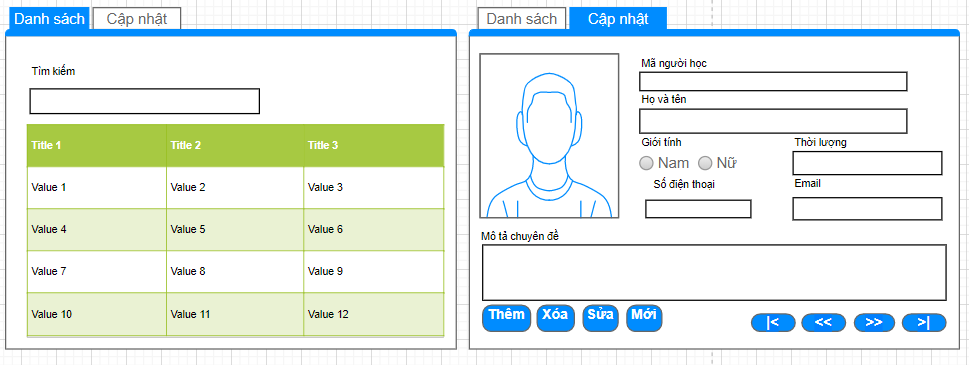 Danh sách Cập nhật
Tìm kiếm
Title 1 Title 2 Title 3
Value 1 Value 2 Value 3
Value 4 Value 5 Value 6
Value 7 Value 8 Value 9
Value 10 Value 11 Value 12
Danh sách Cập nhật
Mã người học
Họ và tên
Giới tính Thời lượng
Nam Nữ
Số điện thoại Email
Mô tả chuyên đề
Thêm Xóa Sửa Mới
|< << >> >|